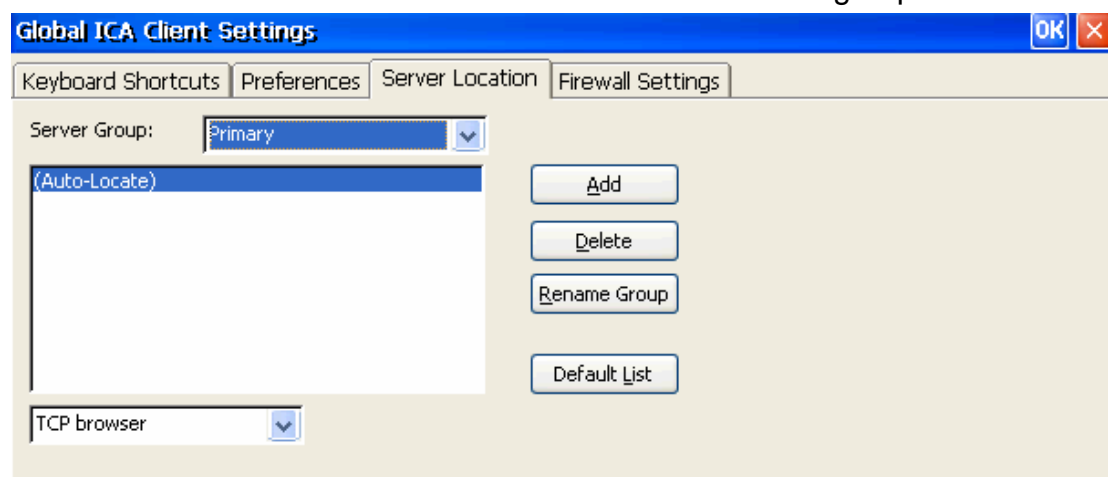 Global ICA Client Settings OK
Keyboard Shortcuts Preferences Server Location Firewall Settings
Server Group: Primary
(Auto-Locate)
Add
Delete
Rename Group
Default List
TCP browser